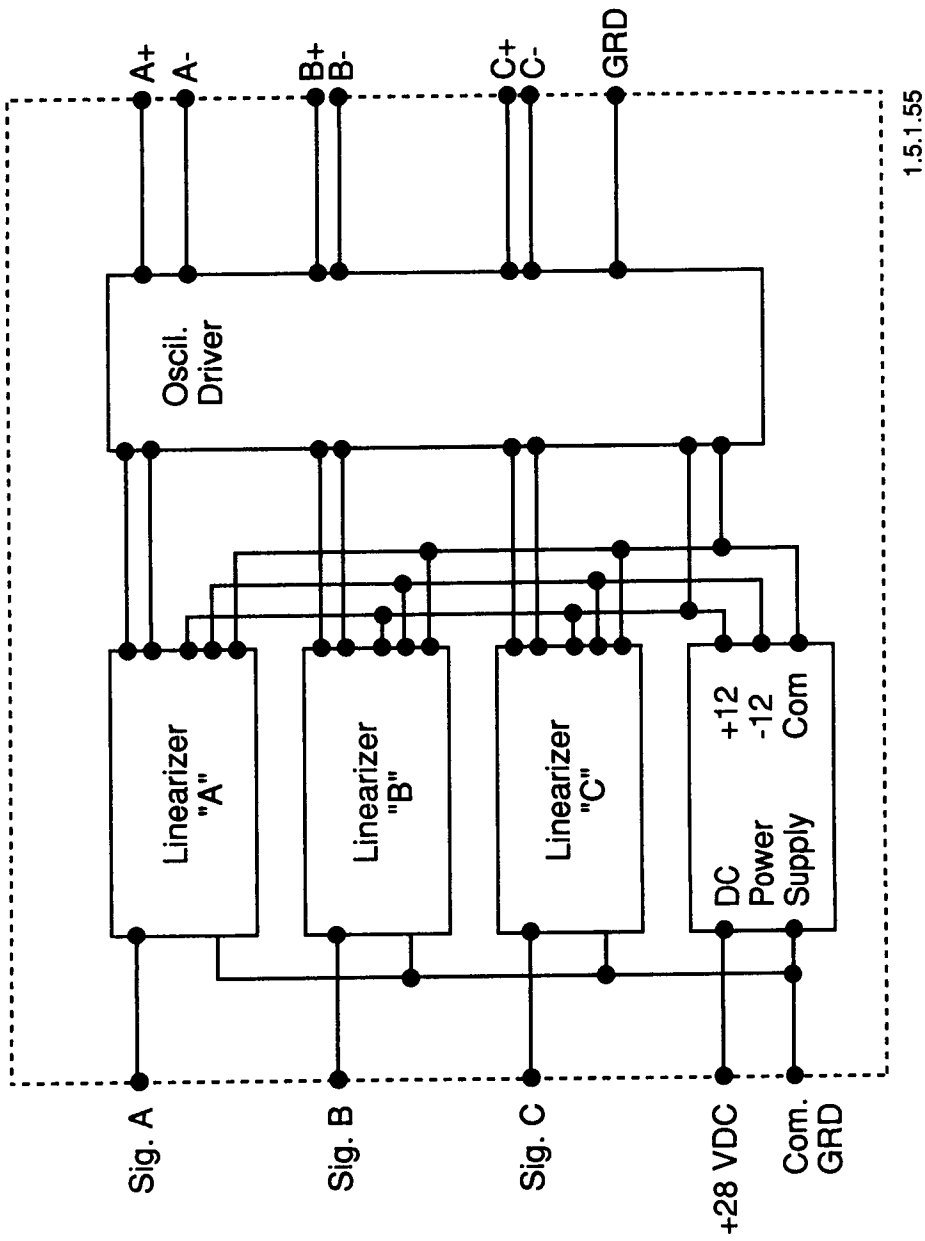 Sig. A
Sig. B
Sig. C
+28 VDC
Com.
GRD
Linearizer
"A"
Linearizer
"B"
Linearizer
"C"
DC
Power
Supply
+12
-12
Com
Oscil.
Driver
A+
A-
B+
B-
C+
C-
GRD
1.5.1.55